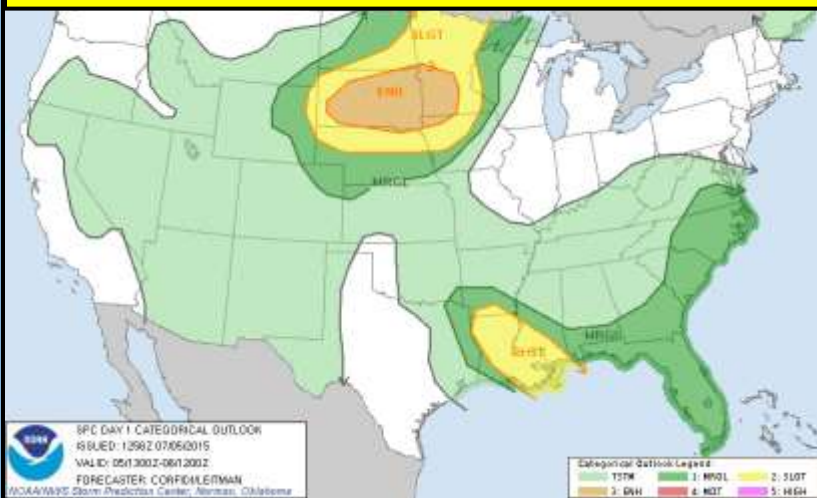 SLGT
ENH
MRGL
MRGL
SPC DAY 1 CATEGORICAL OUTLOOK
ISSUED: 1258Z 07/05/2015
VALID: 05/1300Z-06/1200Z
FORECASTER: CORFIDI/LEITMAN
NOAA/NWS Storm Prediction Center, Norman, Oklahoma
Categorical Outlook Legend:
TSTM 1: MRGL 2: SLGT
3: ENH 4: MDT 5: HIGH